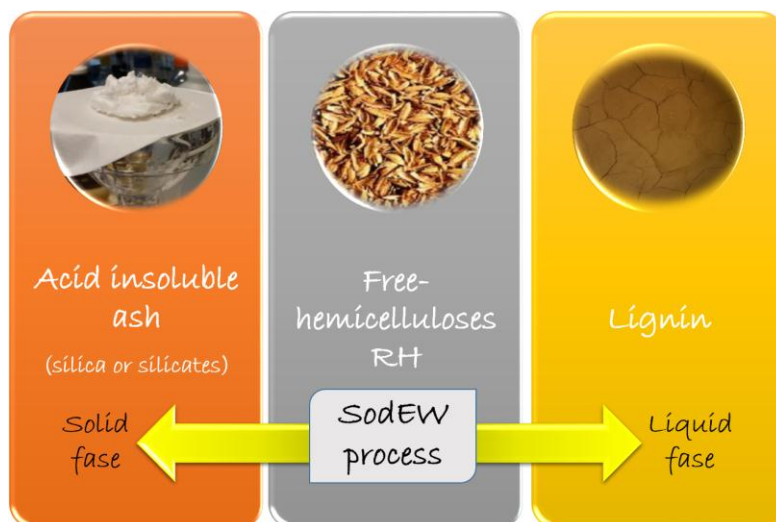 Acid insoluble
ash
(silica or silicates)
Solid
fase
Free-
hemicelluloses
RH
SodEW
process
Lignin
Liquid
fase